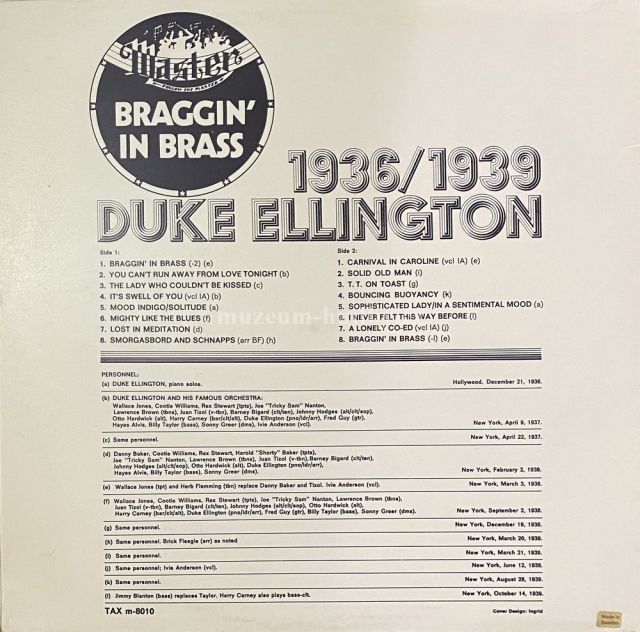 Master
FOLLOW THE MASTER
BRAGGIN'
IN BRASS
1936/1939
DUKE ELLINGTON
Side 1:
1. BRAGGIN' IN BRASS (-2) (e)
2. YOU CAN'T RUN AWAY FROM LOVE TONIGHT (b)
3. THE LADY WHO COULDN'T BE KISSED (c)
4. IT'S SWELL OF YOU (vcl IA) (b)
5. MOOD INDIGO/SOLITUDE (a)
6. MIGHTY LIKE THE BLUES (f)
7. LOST IN MEDITATION (d)
8. SMORGASBORD AND SCHNAPPS (arr BF) (h)
Side 2:
1. CARNIVAL IN CAROLINE (vcl IA) (e)
2. SOLID OLD MAN (i)
3. T. T. ON TOAST (g)
4. BOUNCING BUOYANCY (k)
5. SOPHISTICATED LADY/IN A SENTIMENTAL MOOD (a)
6. I NEVER FELT THIS WAY BEFORE (l)
7. A LONELY CO-ED (vcl IA) (j)
8. BRAGGIN' IN BRASS (-l) (e)
muzeum-h
PERSONNEL:
(a) DUKE ELLINGTON, piano solos. Hollywood, December 21, 1936.
(b) DUKE ELLINGTON AND HIS FAMOUS ORCHESTRA:
Wallace Jones, Cootie Williams, Rex Stewart (tpts), Joe "Tricky Sam" Nanton,
Lawrence Brown (tbns), Juan Tizol (v-tbn), Barney Bigard (clt/ten), Johnny Hodges (alt/clt/sop),
Otto Hardwick (alt), Harry Carney (bar/clt/alt), Duke Ellington (pno/ldr/arr), Fred Guy (gtr),
Hayes Alvis, Billy Taylor (bass), Sonny Greer (dms), Ivie Anderson (vcl). New York, April 9, 1937.
(c) Same personnel. New York, April 22, 1937.
(d) Danny Baker, Cootie Williams, Rex Stewart, Harold "Shorty" Baker (tpts),
Joe "Tricky Sam" Nanton, Lawrence Brown (tbns), Juan Tizol (v-tbn), Barney Bigard (clt/ten),
Johnny Hodges (alt/clt/sop), Otto Hardwick (alt), Duke Ellington (pno/ldr/arr),
Hayes Alvis, Billy Taylor (bass), Sonny Greer (dms). New York, February 2, 1938.
(e) Wallace Jones (tpt) and Herb Flemming (tbn) replace Danny Baker and Tizol. Ivie Anderson (vcl). New York, March 3, 1938.
(f) Wallace Jones, Cootie Williams, Rex Stewart (tpts), Joe "Tricky Sam" Nanton, Lawrence Brown (tbns),
Juan Tizol (v-tbn), Barney Bigard (clt/ten), Johnny Hodges (alt/clt/sop), Otto Hardwick (alt),
Harry Carney (bar/clt/alt), Duke Ellington (pno/ldr/arr), Fred Guy (gtr), Billy Taylor (bass), Sonny Greer (dms). New York, September 2, 1938.
(g) Same personnel. New York, December 19, 1938.
(h) Same personnel. Brick Fleagle (arr) as noted New York, March 20, 1939.
(i) Same personnel. New York, March 21, 1939.
(j) Same personnel; Ivie Anderson (vcl). New York, June 12, 1939.
(k) Same personnel. New York, August 28, 1939.
(l) Jimmy Blanton (bass) replaces Taylor. Harry Carney also plays bass-clt. New York, October 14, 1939.
TAX m-8010
Cover Design: Ingrid
Made in
Sweden